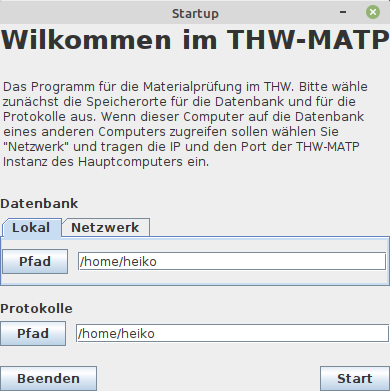 Startup
Wilkommen im THW-MATP
Das Programm für die Materialprüfung im THW. Bitte wähle
zunächst die Speicherorte für die Datenbank und für die
Protokolle aus. Wenn dieser Computer auf die Datenbank
eines anderen Computers zugreifen sollen wählen Sie
"Netzwerk" und tragen die IP und den Port der THW-MATP
Instanz des Hauptcomputers ein.
Datenbank
Lokal Netzwerk
Pfad /home/heiko
Protokolle
Pfad /home/heiko
Beenden Start